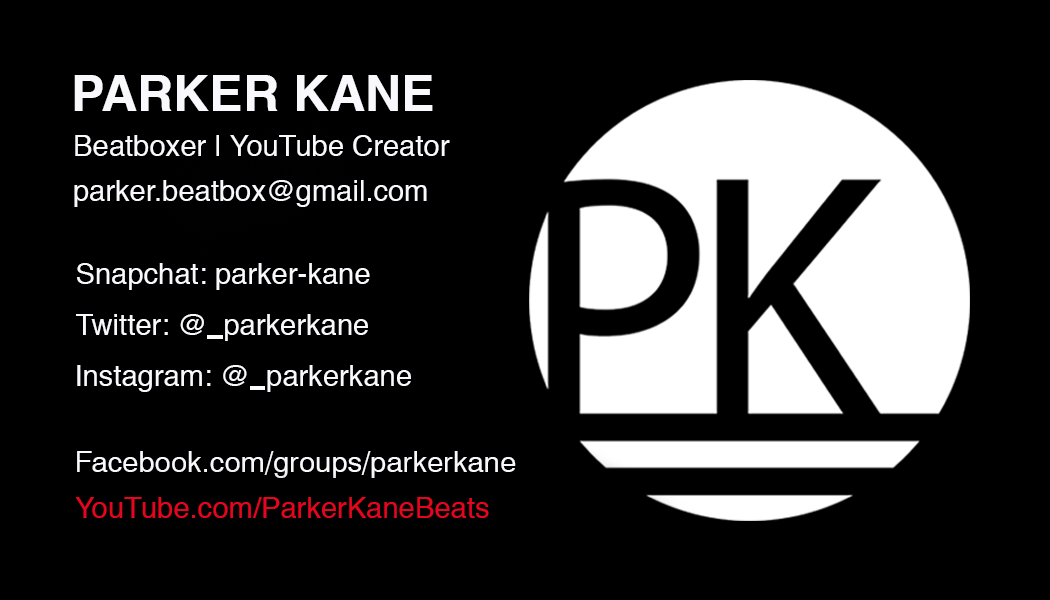 PARKER KANE
Beatboxer | YouTube Creator
parker.beatbox@gmail.com
Snapchat: parker-kane
Twitter: @_parkerkane
Instagram: @_parkerkane
Facebook.com/groups/parkerkane
YouTube.com/ParkerKaneBeats
PK